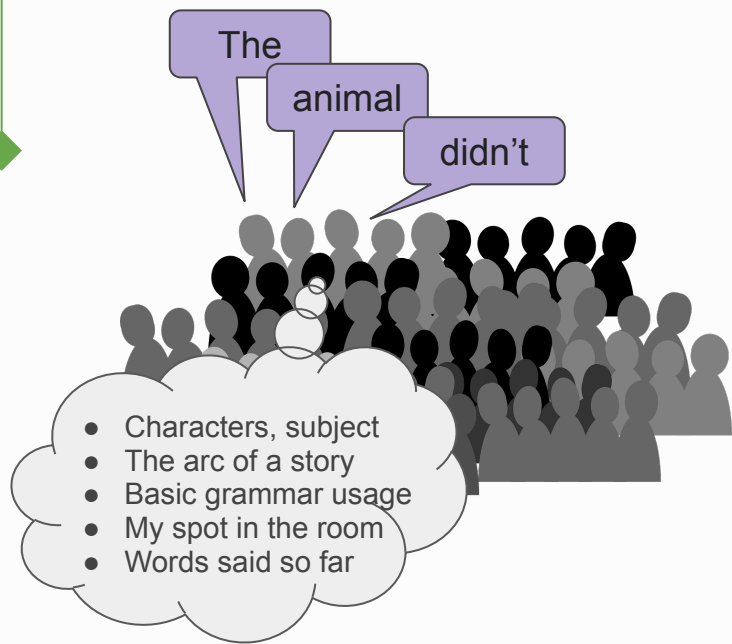 The
animal
didn't
● Characters, subject
● The arc of a story
● Basic grammar usage
● My spot in the room
● Words said so far